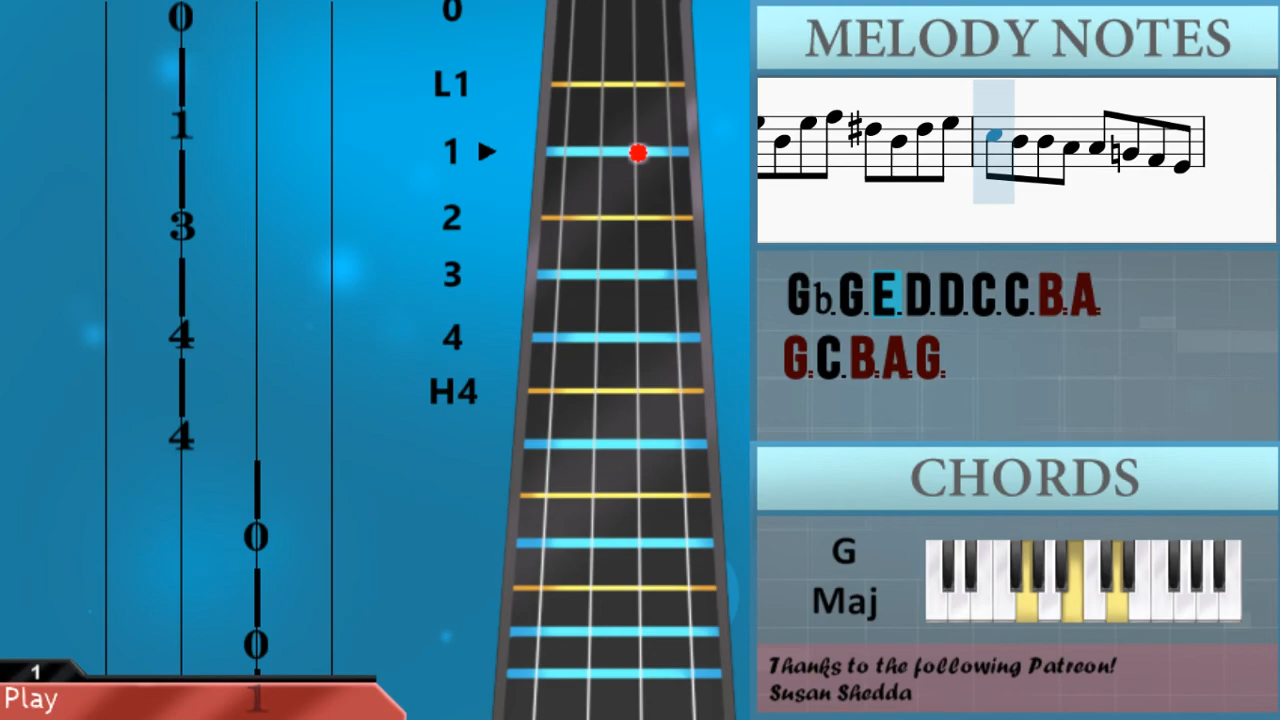 0
1
3
4
4
0
0
1
1
Play
0
L1
1
2
3
4
H4
MELODY NOTES
Gb.G.E.D.D.C.C.B.A.
G.C.B.A.G.
CHORDS
G
Maj
Thanks to the following Patreon!
Susan Shedda